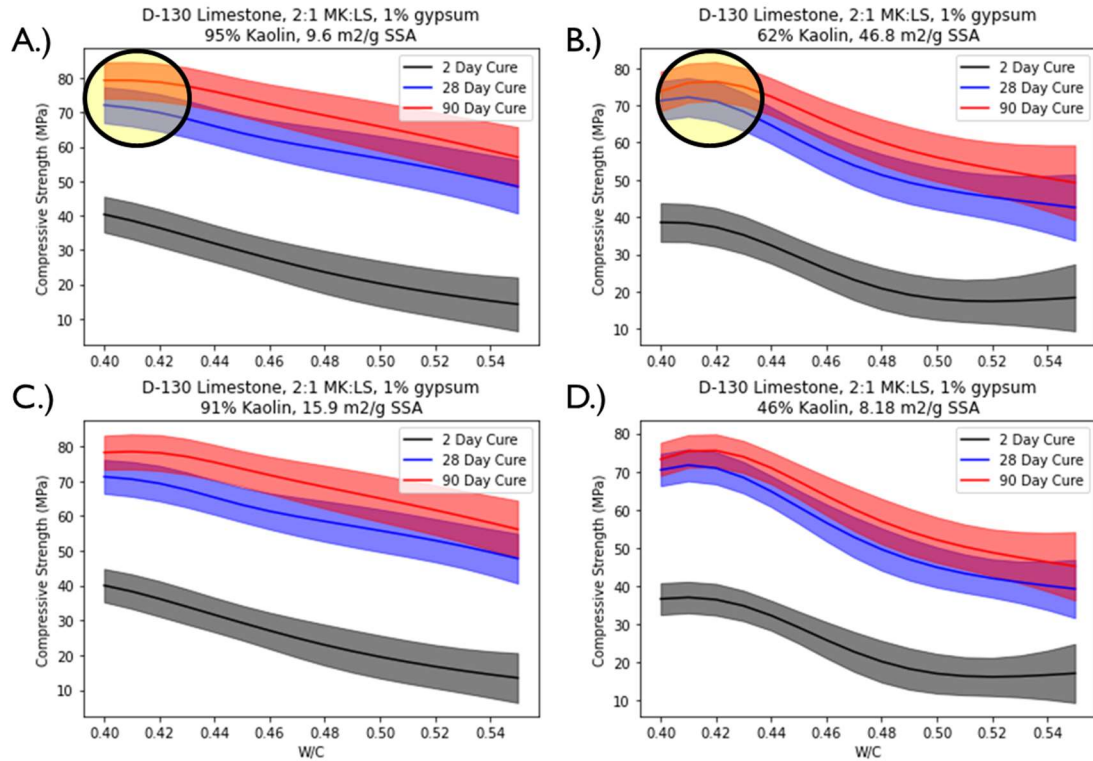 A.)
D-130 Limestone, 2:1 MK:LS, 1% gypsum
95% Kaolin, 9.6 m2/g SSA
2 Day Cure
28 Day Cure
90 Day Cure
Compressive Strength (MPa)
80
70
60
50
40
30
20
10
0.40 0.42 0.44 0.46 0.48 0.50 0.52 0.54
B.)
D-130 Limestone, 2:1 MK:LS, 1% gypsum
62% Kaolin, 46.8 m2/g SSA
2 Day Cure
28 Day Cure
90 Day Cure
Compressive Strength (MPa)
80
70
60
50
40
30
20
10
0.40 0.42 0.44 0.46 0.48 0.50 0.52 0.54
C.)
D-130 Limestone, 2:1 MK:LS, 1% gypsum
91% Kaolin, 15.9 m2/g SSA
2 Day Cure
28 Day Cure
90 Day Cure
Compressive Strength (MPa)
80
70
60
50
40
30
20
10
0.40 0.42 0.44 0.46 0.48 0.50 0.52 0.54
W/C
D.)
D-130 Limestone, 2:1 MK:LS, 1% gypsum
46% Kaolin, 8.18 m2/g SSA
2 Day Cure
28 Day Cure
90 Day Cure
Compressive Strength (MPa)
80
70
60
50
40
30
20
10
0.40 0.42 0.44 0.46 0.48 0.50 0.52 0.54
W/C